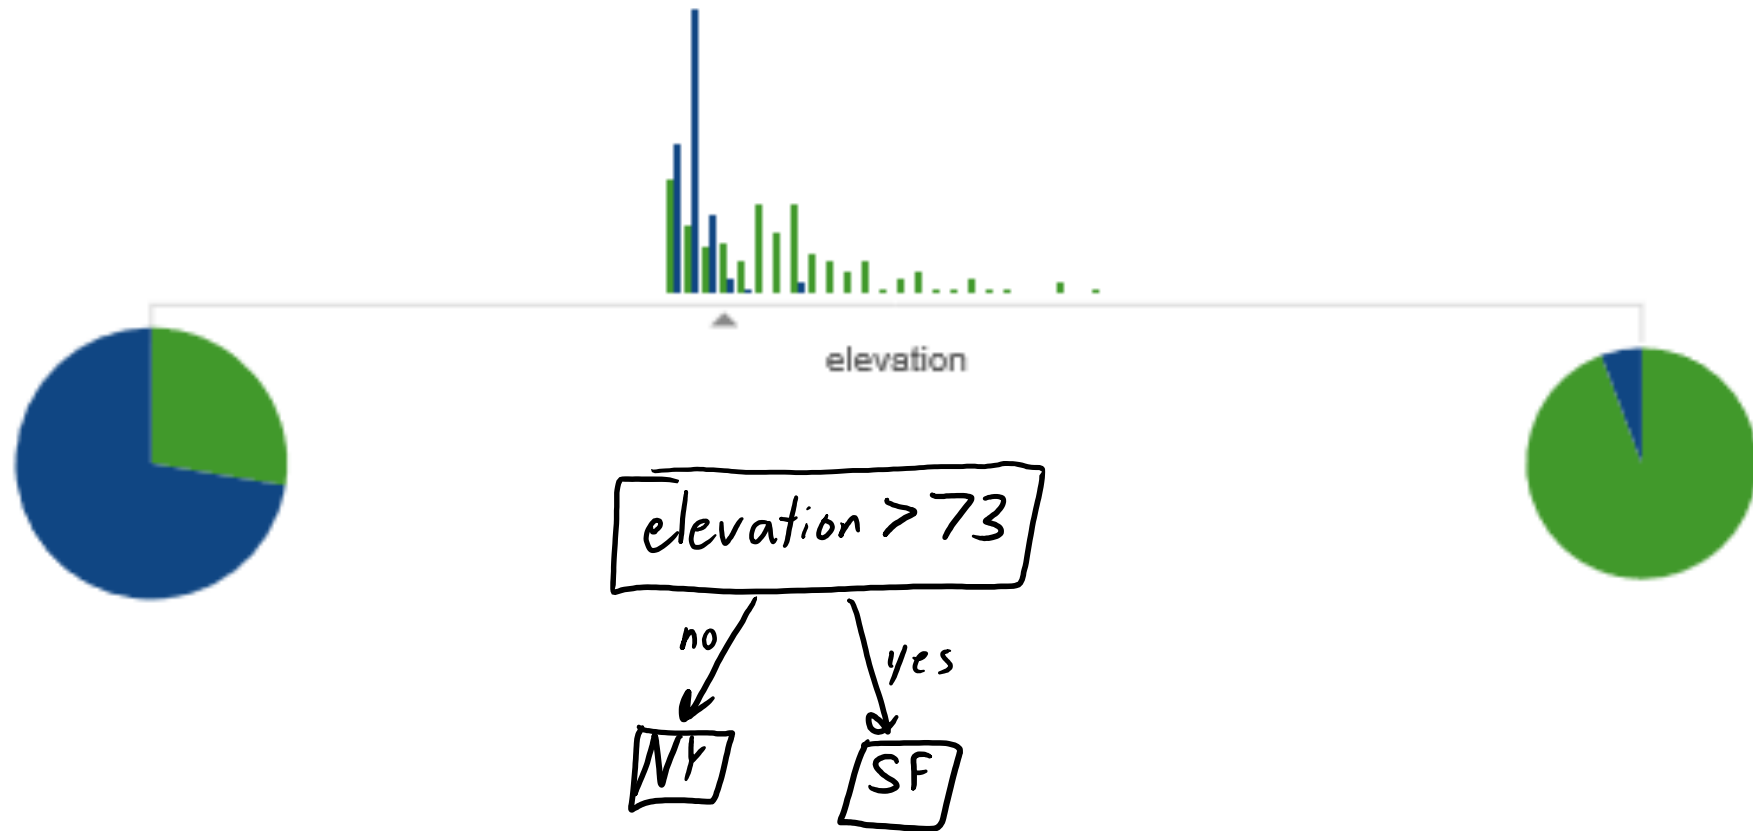 elevation
elevation > 73
no
yes
NY
SF